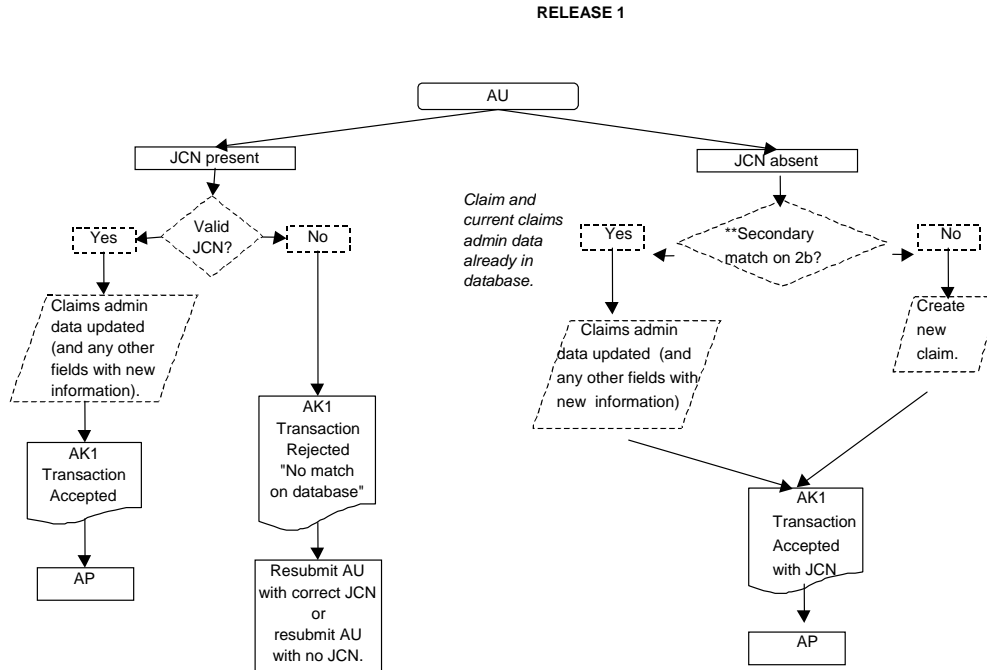 RELEASE 1
AU
JCN present
JCN absent
Valid
JCN?
Yes
No
Claims admin
data updated
(and any other
fields with new
information).
AK1
Transaction
Accepted
AP
AK1
Transaction
Rejected
"No match
on database"
Resubmit AU
with correct JCN
or
resubmit AU
with no JCN.
Claim and
current claims
admin data
already in
database.
**Secondary
match on 2b?
Yes
No
Claims admin
data updated (and
any other fields with
new information)
Create
new
claim.
AK1
Transaction
Accepted
with JCN
AP